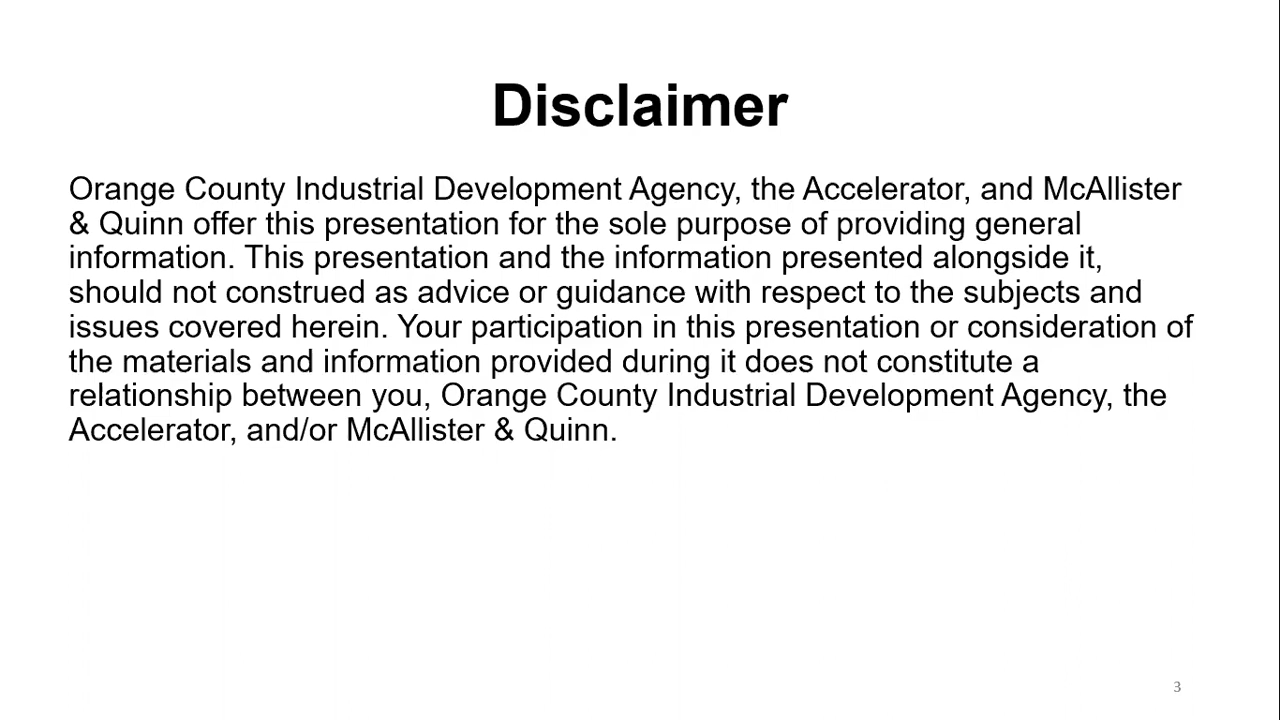 Disclaimer
Orange County Industrial Development Agency, the Accelerator, and McAllister
& Quinn offer this presentation for the sole purpose of providing general
information. This presentation and the information presented alongside it,
should not construed as advice or guidance with respect to the subjects and
issues covered herein. Your participation in this presentation or consideration of
the materials and information provided during it does not constitute a
relationship between you, Orange County Industrial Development Agency, the
Accelerator, and/or McAllister & Quinn.
3